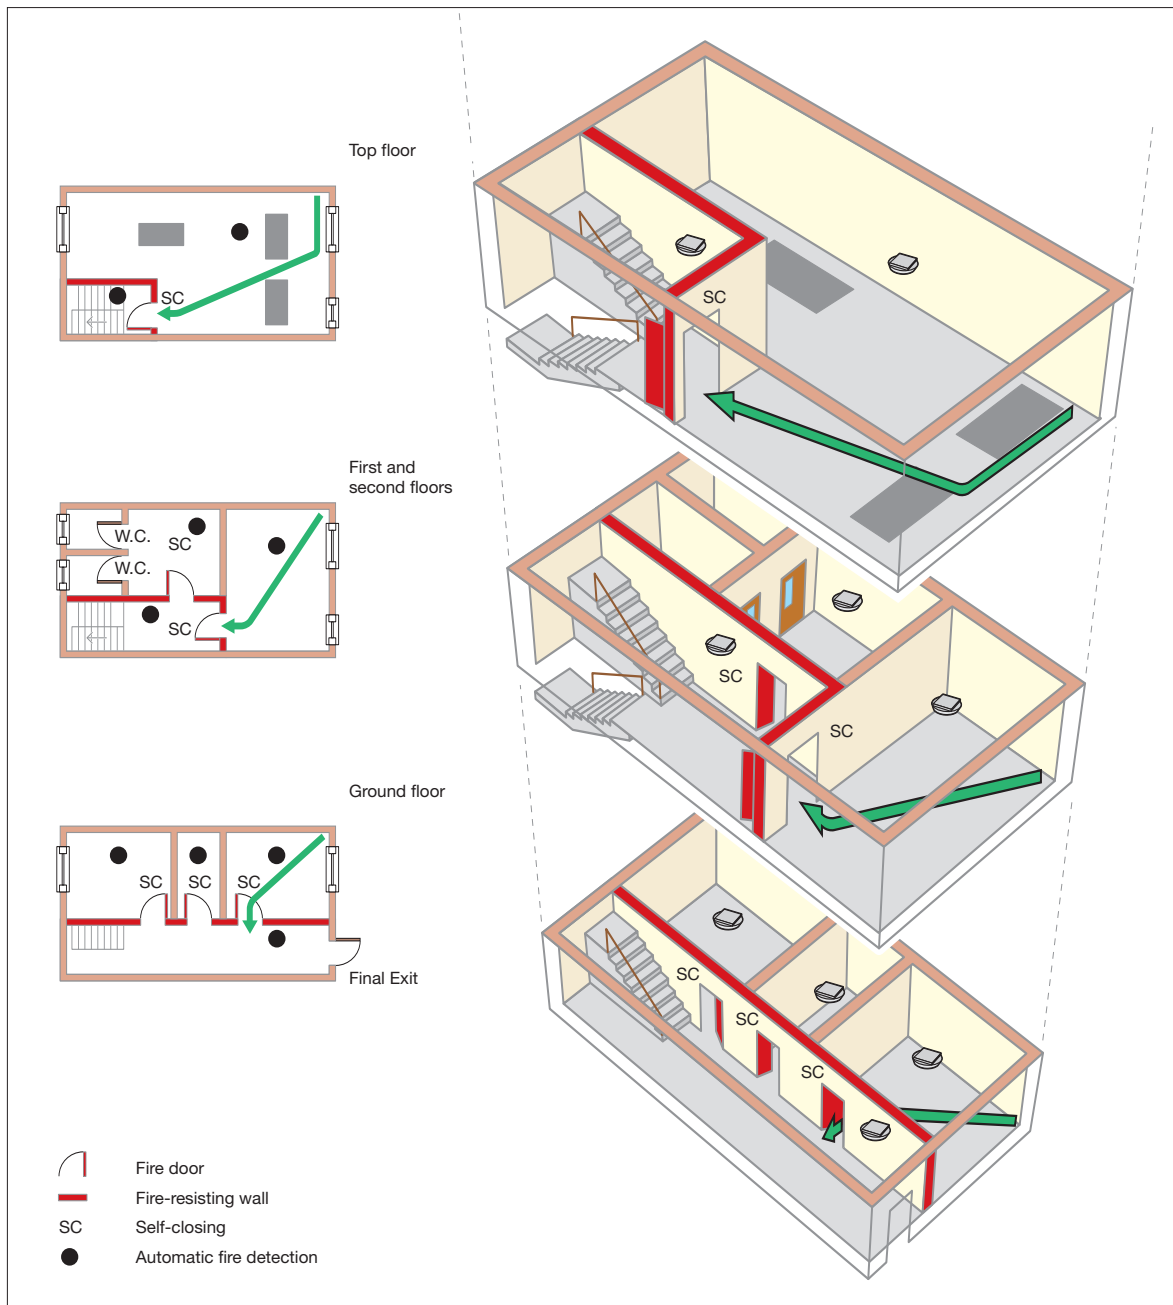 Top floor
SC
SC
First and
second floors
W.C.
SC
W.C.
SC
SC
SC
Ground floor
SC
SC
SC
Final Exit
SC
SC
SC
Fire door
Fire-resisting wall
SC
Self-closing
Automatic fire detection